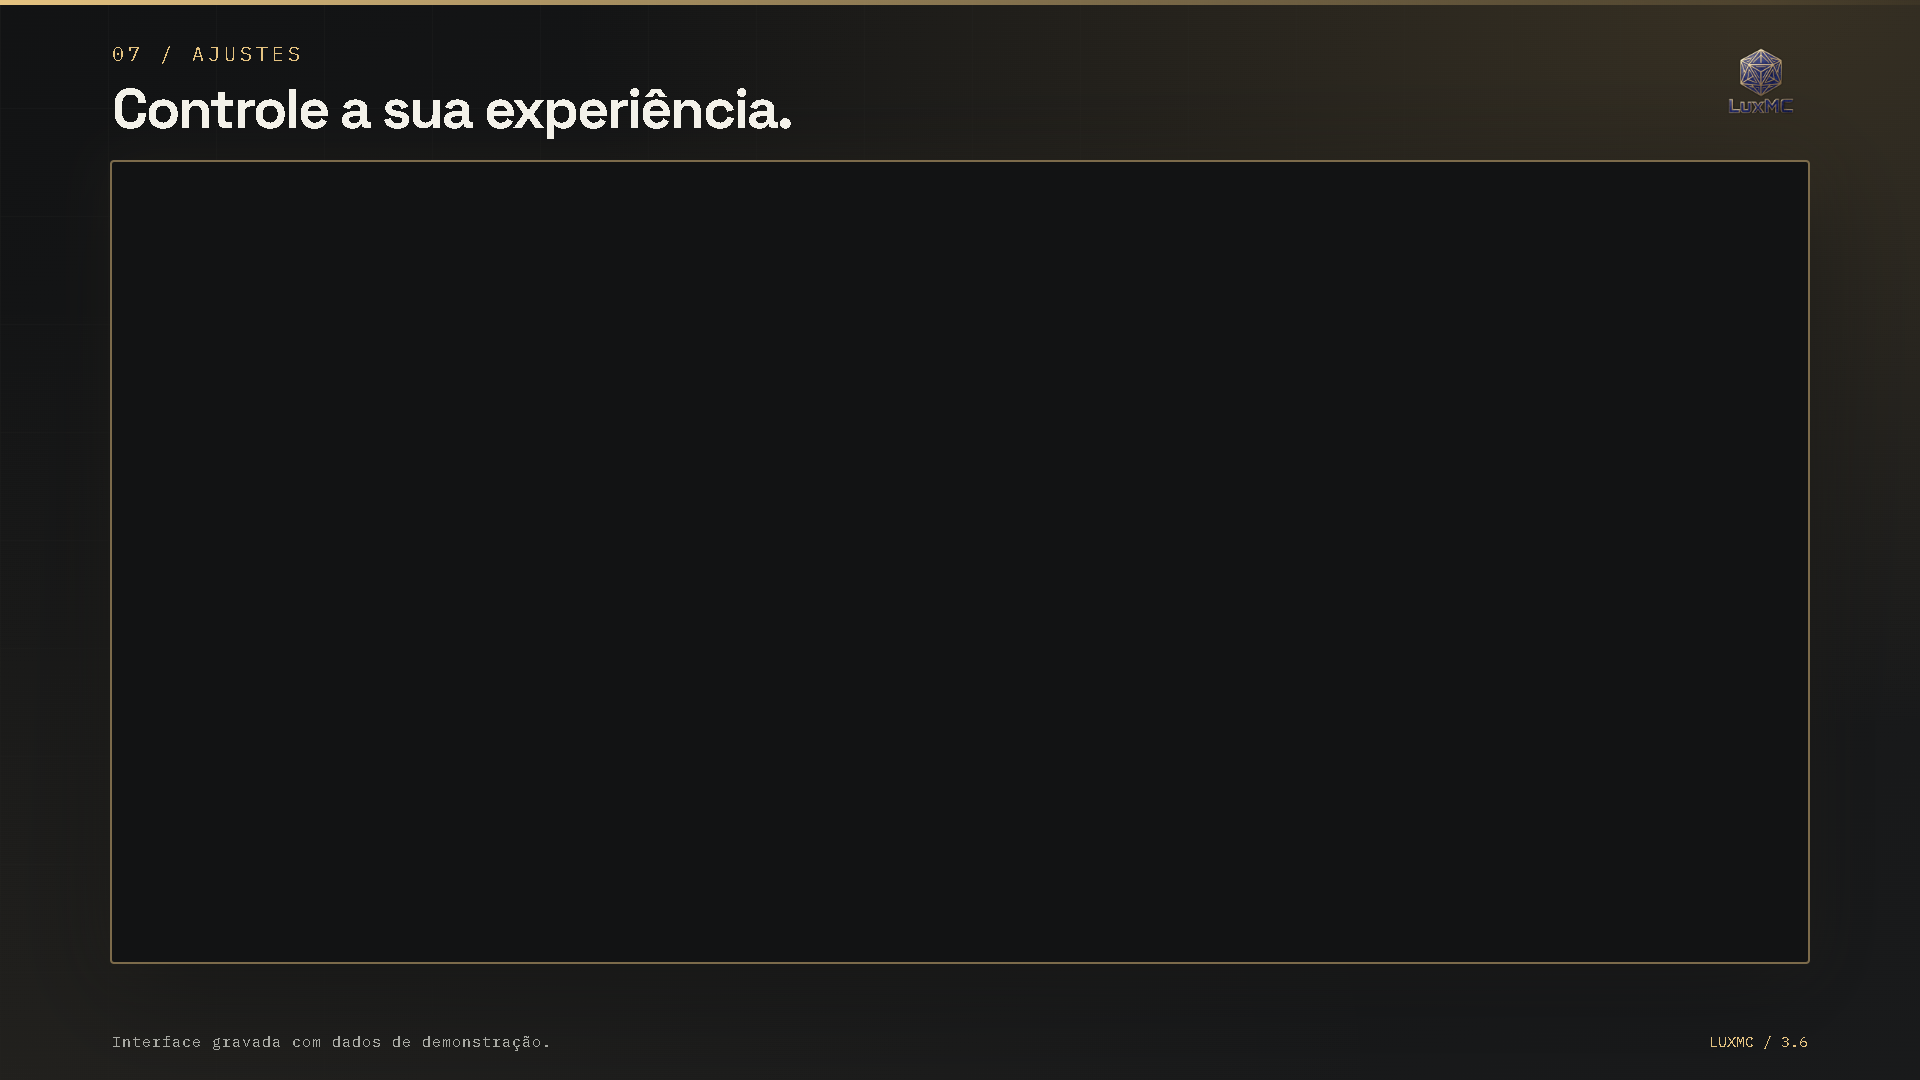 07 / AJUSTES
Controle a sua experiência.
LuxMC
Interface gravada com dados de demonstração.
LUXMC / 3.6